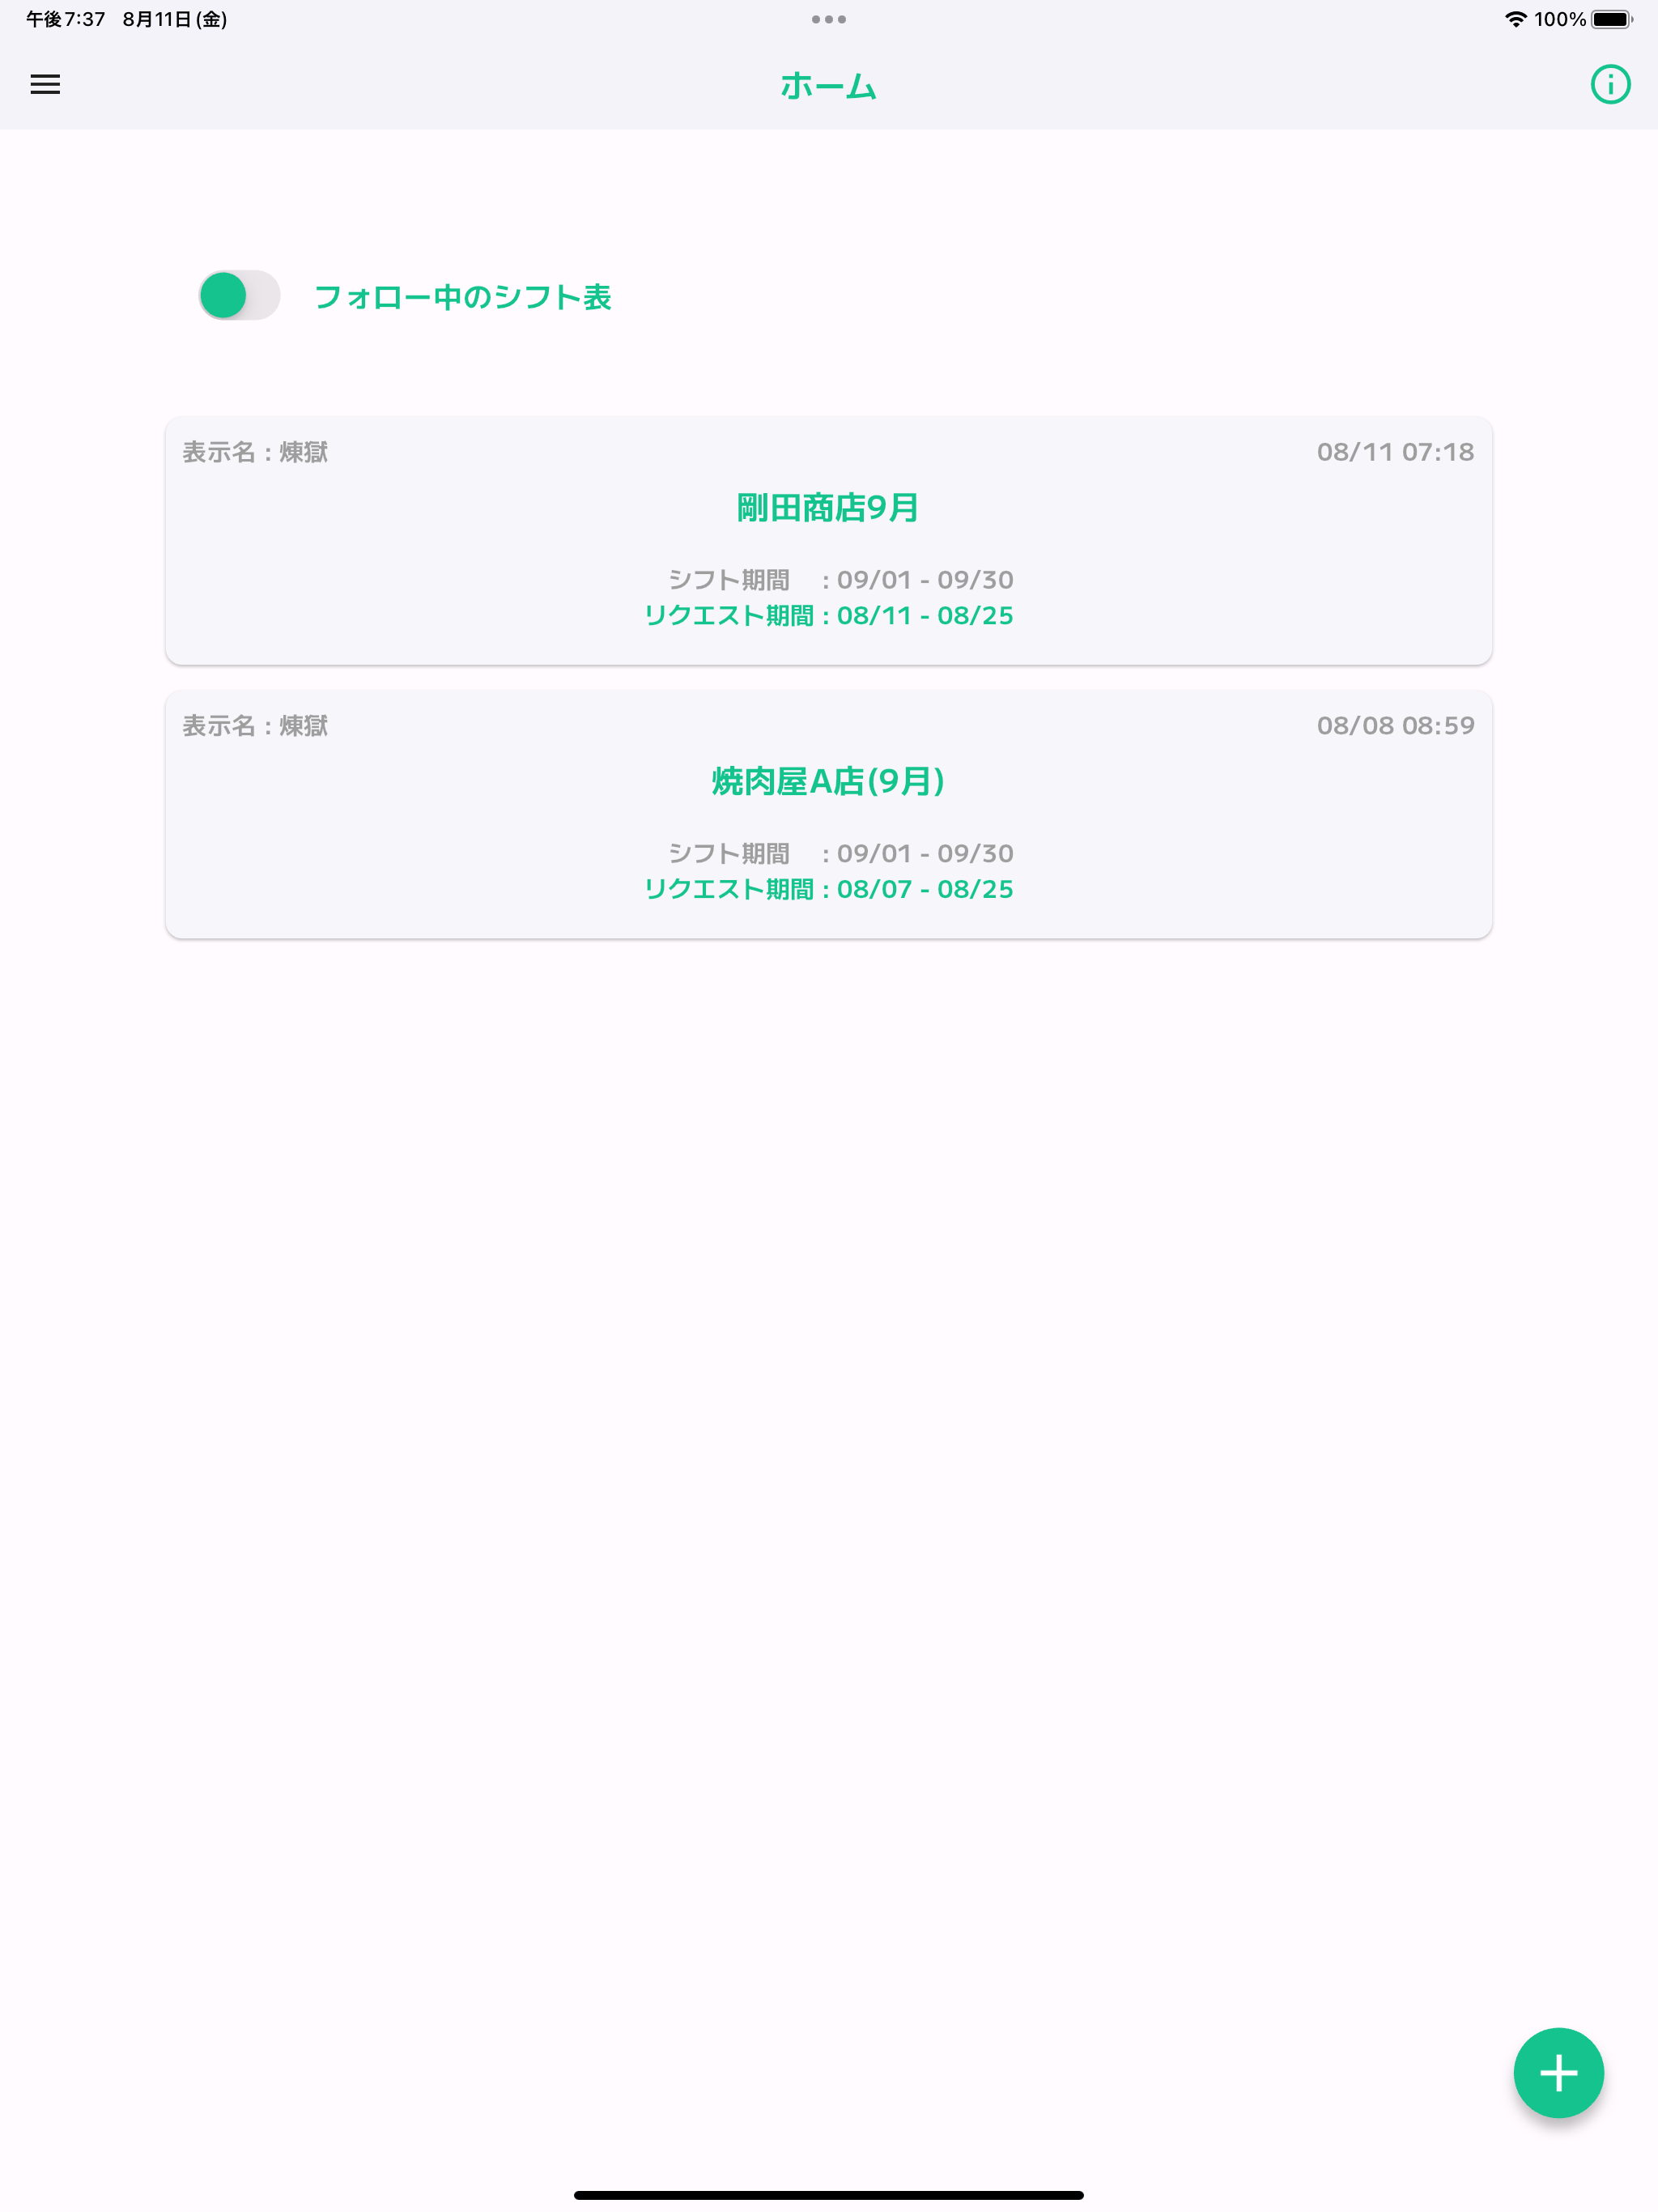 午後7:37 8月11日(金)
100%
ホーム
フォロー中のシフト表
表示名 : 煉獄
08/11 07:18
剛田商店9月
シフト期間 : 09/01 - 09/30
リクエスト期間 : 08/11 - 08/25
表示名 : 煉獄
08/08 08:59
焼肉屋A店(9月)
シフト期間 : 09/01 - 09/30
リクエスト期間 : 08/07 - 08/25